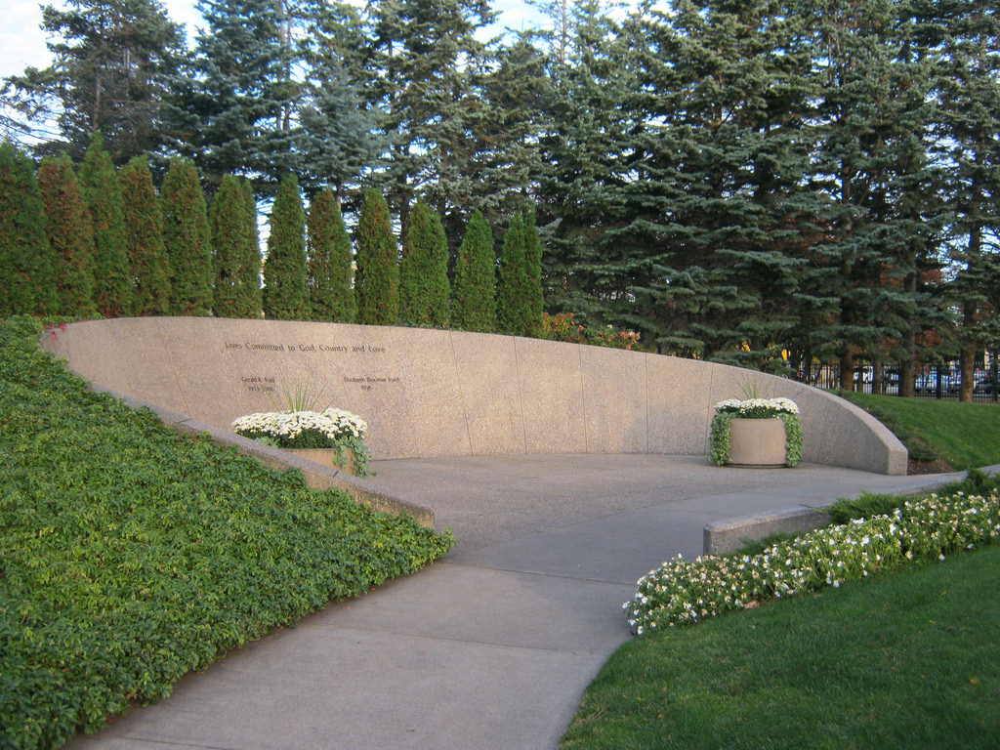 Lives Committed to God, Country and Love
Gerald R. Ford Elizabeth Bloomer Ford
1913-2006 1918